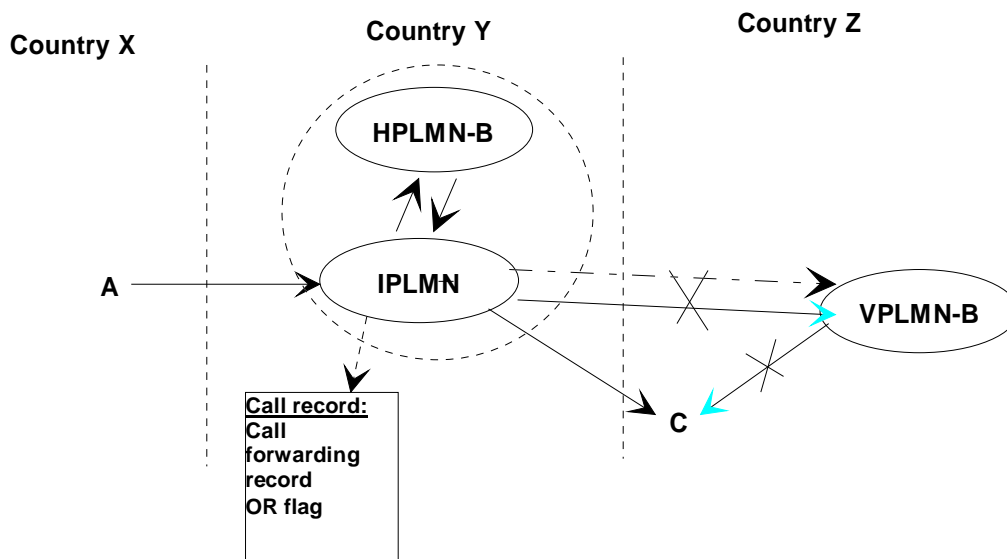 Country X
Country Y
Country Z
HPLMN-B
A
IPLMN
VPLMN-B
C
Call record:
Call
forwarding
record
OR flag